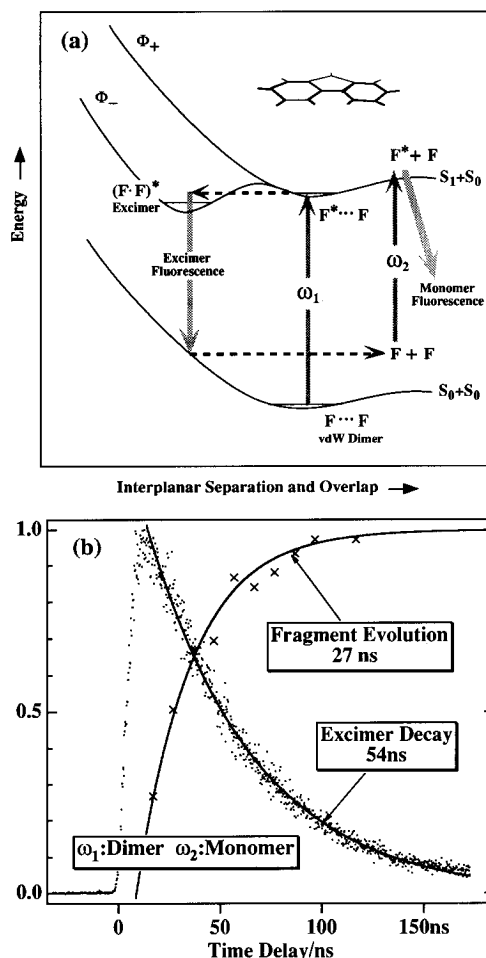 (a)
Φ+
Φ−
Energy →
(F· F)*
Excimer
F*··· F
F* + F
S1+S0
Excimer
Fluorescence
ω1
ω2
Monomer
Fluorescence
F + F
F··· F
vdW Dimer
S0+S0
Interplanar Separation and Overlap →
(b)
1.0
0.5
0.0
Fragment Evolution
27 ns
Excimer Decay
54ns
ω1:Dimer ω2:Monomer
0 50 100 150ns
Time Delay/ns